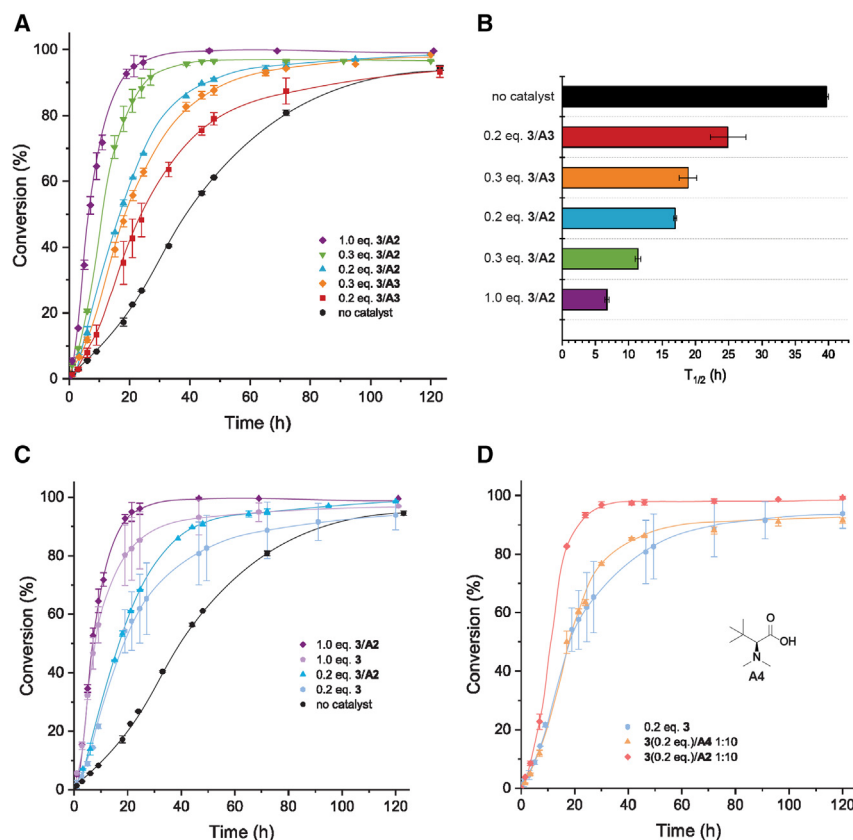 A
100
80
60
40
20
0
Conversion (%)
1.0 eq. 3/A2
0.3 eq. 3/A2
0.2 eq. 3/A2
0.3 eq. 3/A3
0.2 eq. 3/A3
no catalyst
0 20 40 60 80 100 120
Time (h)
B
no catalyst
0.2 eq. 3/A3
0.3 eq. 3/A3
0.2 eq. 3/A2
0.3 eq. 3/A2
1.0 eq. 3/A2
0 5 10 15 20 25 30 35 40
T1/2 (h)
C
100
80
60
40
20
0
Conversion (%)
1.0 eq. 3/A2
1.0 eq. 3
0.2 eq. 3/A2
0.2 eq. 3
no catalyst
0 20 40 60 80 100 120
Time (h)
D
100
80
60
40
20
0
Conversion (%)
O
OH
N
A4
0.2 eq. 3
3(0.2 eq.)/A4 1:10
3(0.2 eq.)/A2 1:10
0 20 40 60 80 100 120
Time (h)